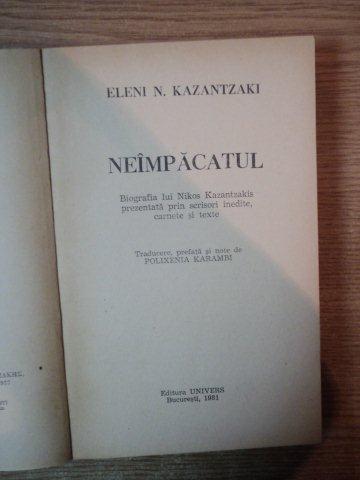 ELENI N. KAZANTZAKI
NEÎMPĂCATUL
Biografia lui Nikos Kazantzakis
prezentată prin scrisori inedite,
carnete și texte
Traducere, prefață și note de
POLIXENIA KARAMBI
Editura UNIVERS
București, 1981